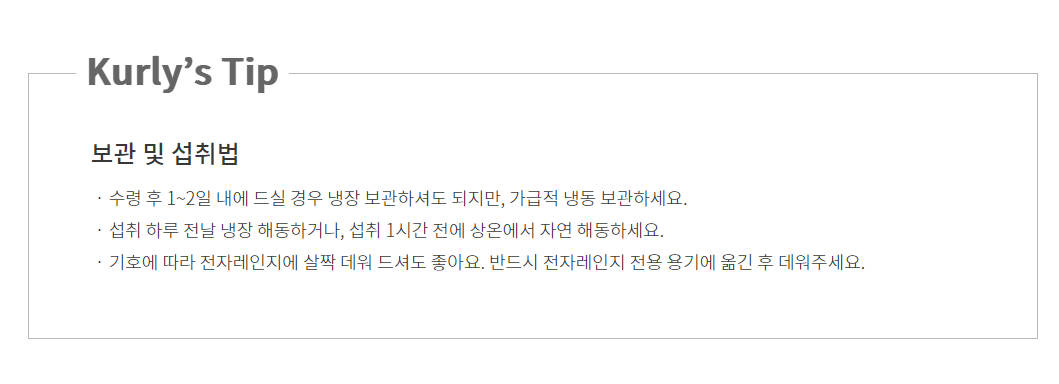 Kurly’s Tip
보관 및 섭취법
· 수령 후 1~2일 내에 드실 경우 냉장 보관하셔도 되지만, 가급적 냉동 보관하세요.
· 섭취 하루 전날 냉장 해동하거나, 섭취 1시간 전에 상온에서 자연 해동하세요.
· 기호에 따라 전자레인지에 살짝 데워 드셔도 좋아요. 반드시 전자레인지 전용 용기에 옮긴 후 데워주세요.